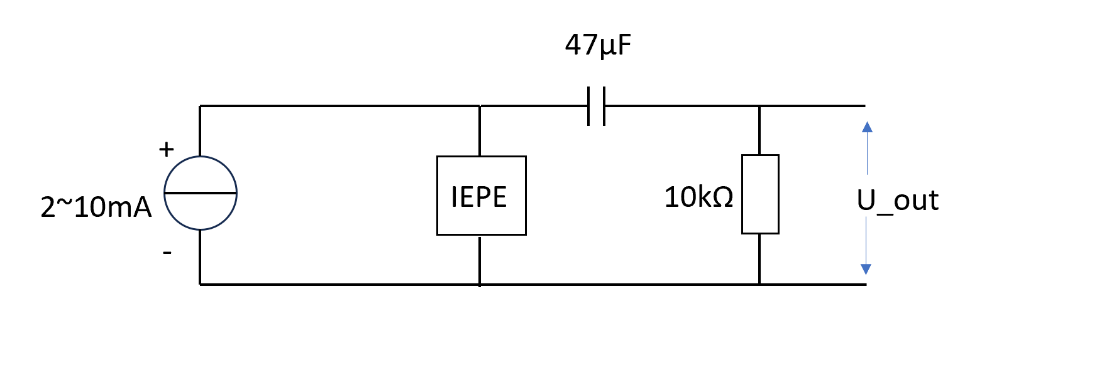 47µF
+
2~10mA
-
IEPE
10kΩ
U_out